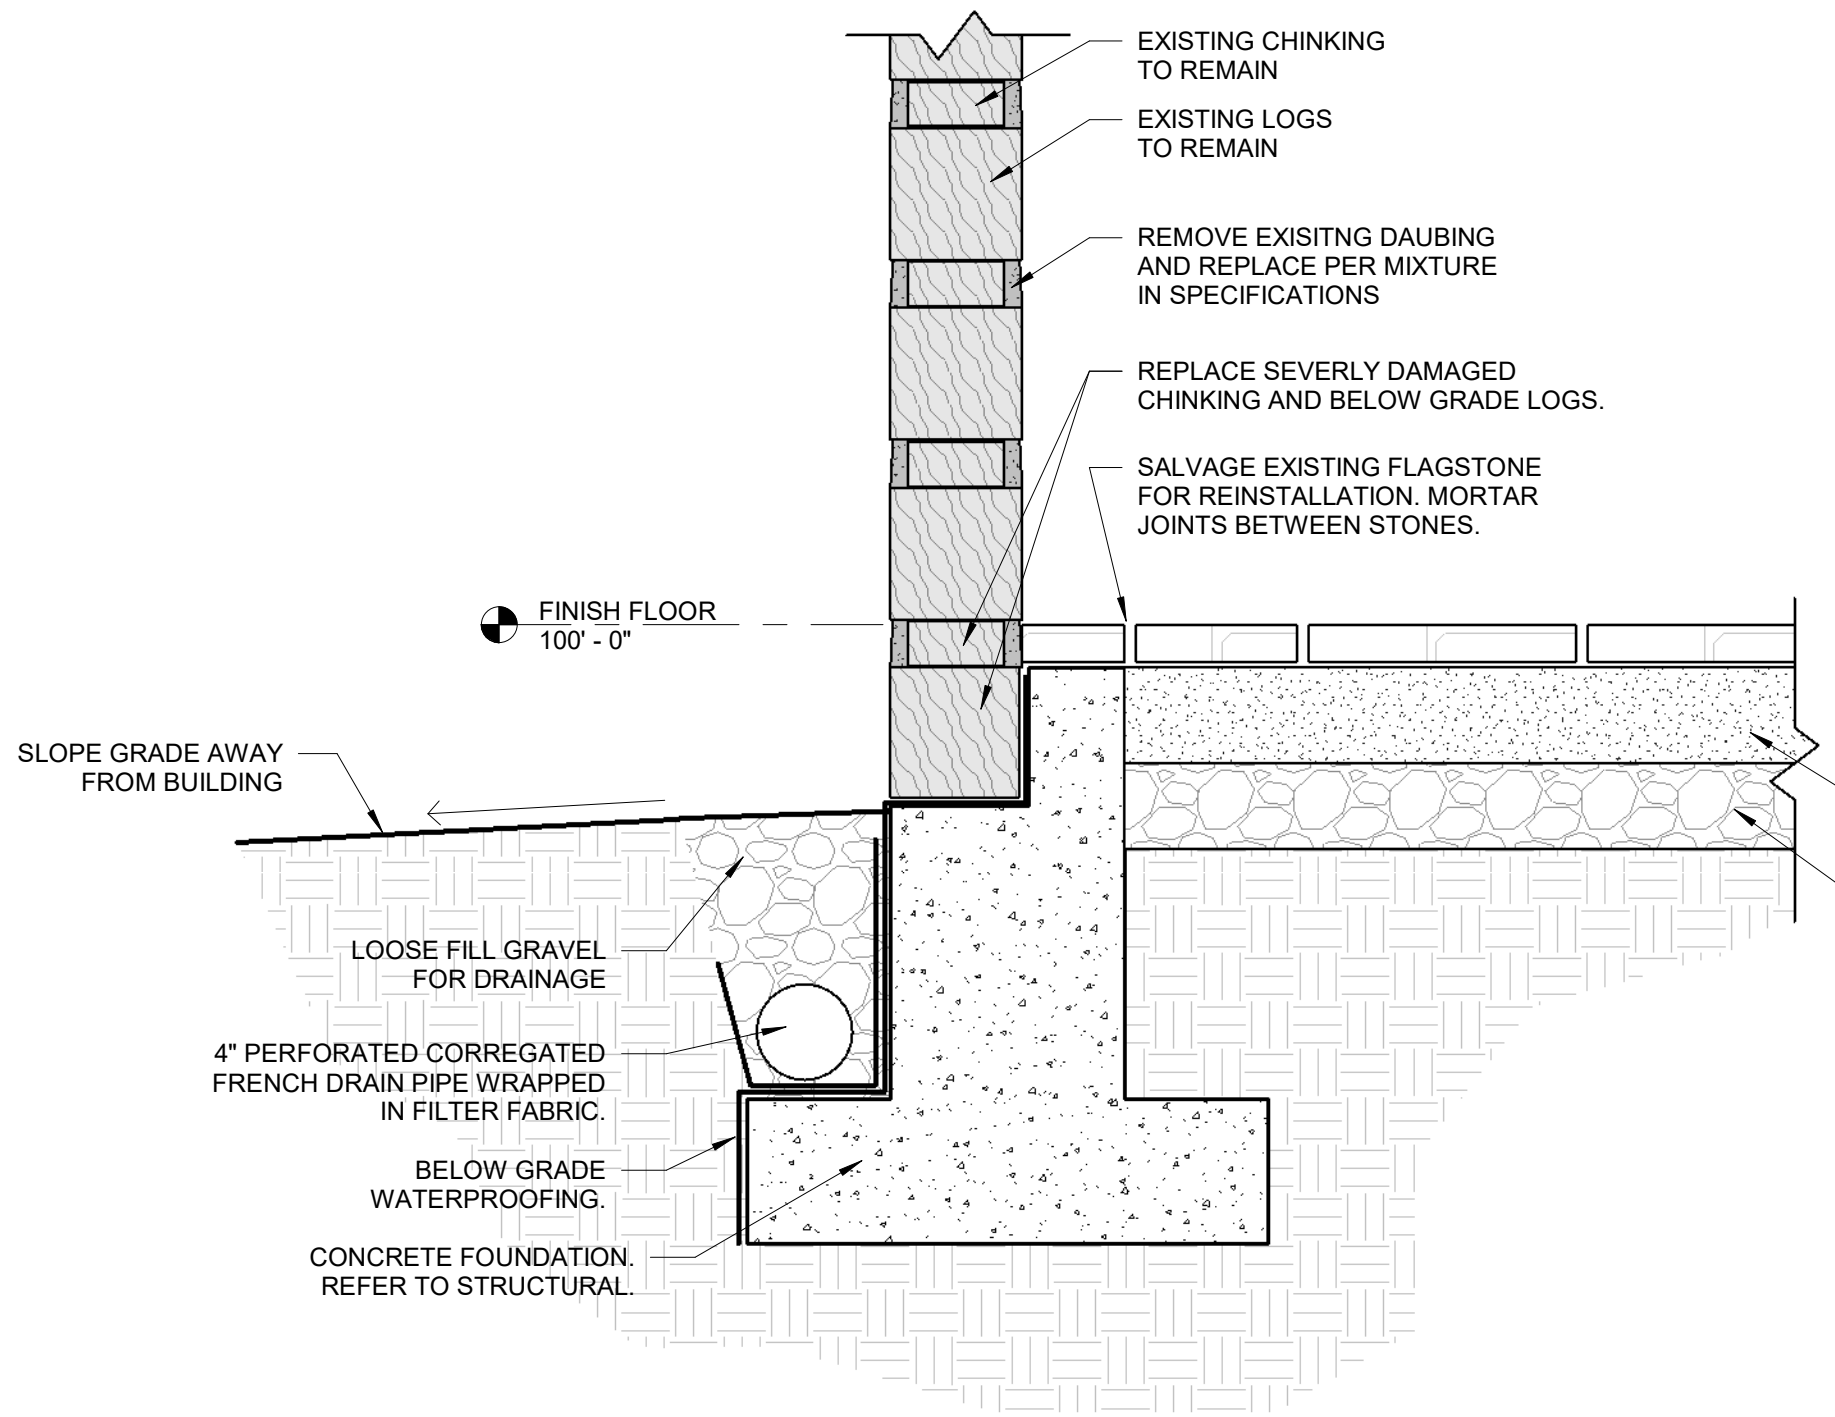 EXISTING CHINKING
TO REMAIN
EXISTING LOGS
TO REMAIN
REMOVE EXISITNG DAUBING
AND REPLACE PER MIXTURE
IN SPECIFICATIONS
REPLACE SEVERLY DAMAGED
CHINKING AND BELOW GRADE LOGS.
SALVAGE EXISTING FLAGSTONE
FOR REINSTALLATION. MORTAR
JOINTS BETWEEN STONES.
FINISH FLOOR
100' - 0"
SLOPE GRADE AWAY
FROM BUILDING
LOOSE FILL GRAVEL
FOR DRAINAGE
4" PERFORATED CORREGATED
FRENCH DRAIN PIPE WRAPPED
IN FILTER FABRIC.
BELOW GRADE
WATERPROOFING.
CONCRETE FOUNDATION.
REFER TO STRUCTURAL.